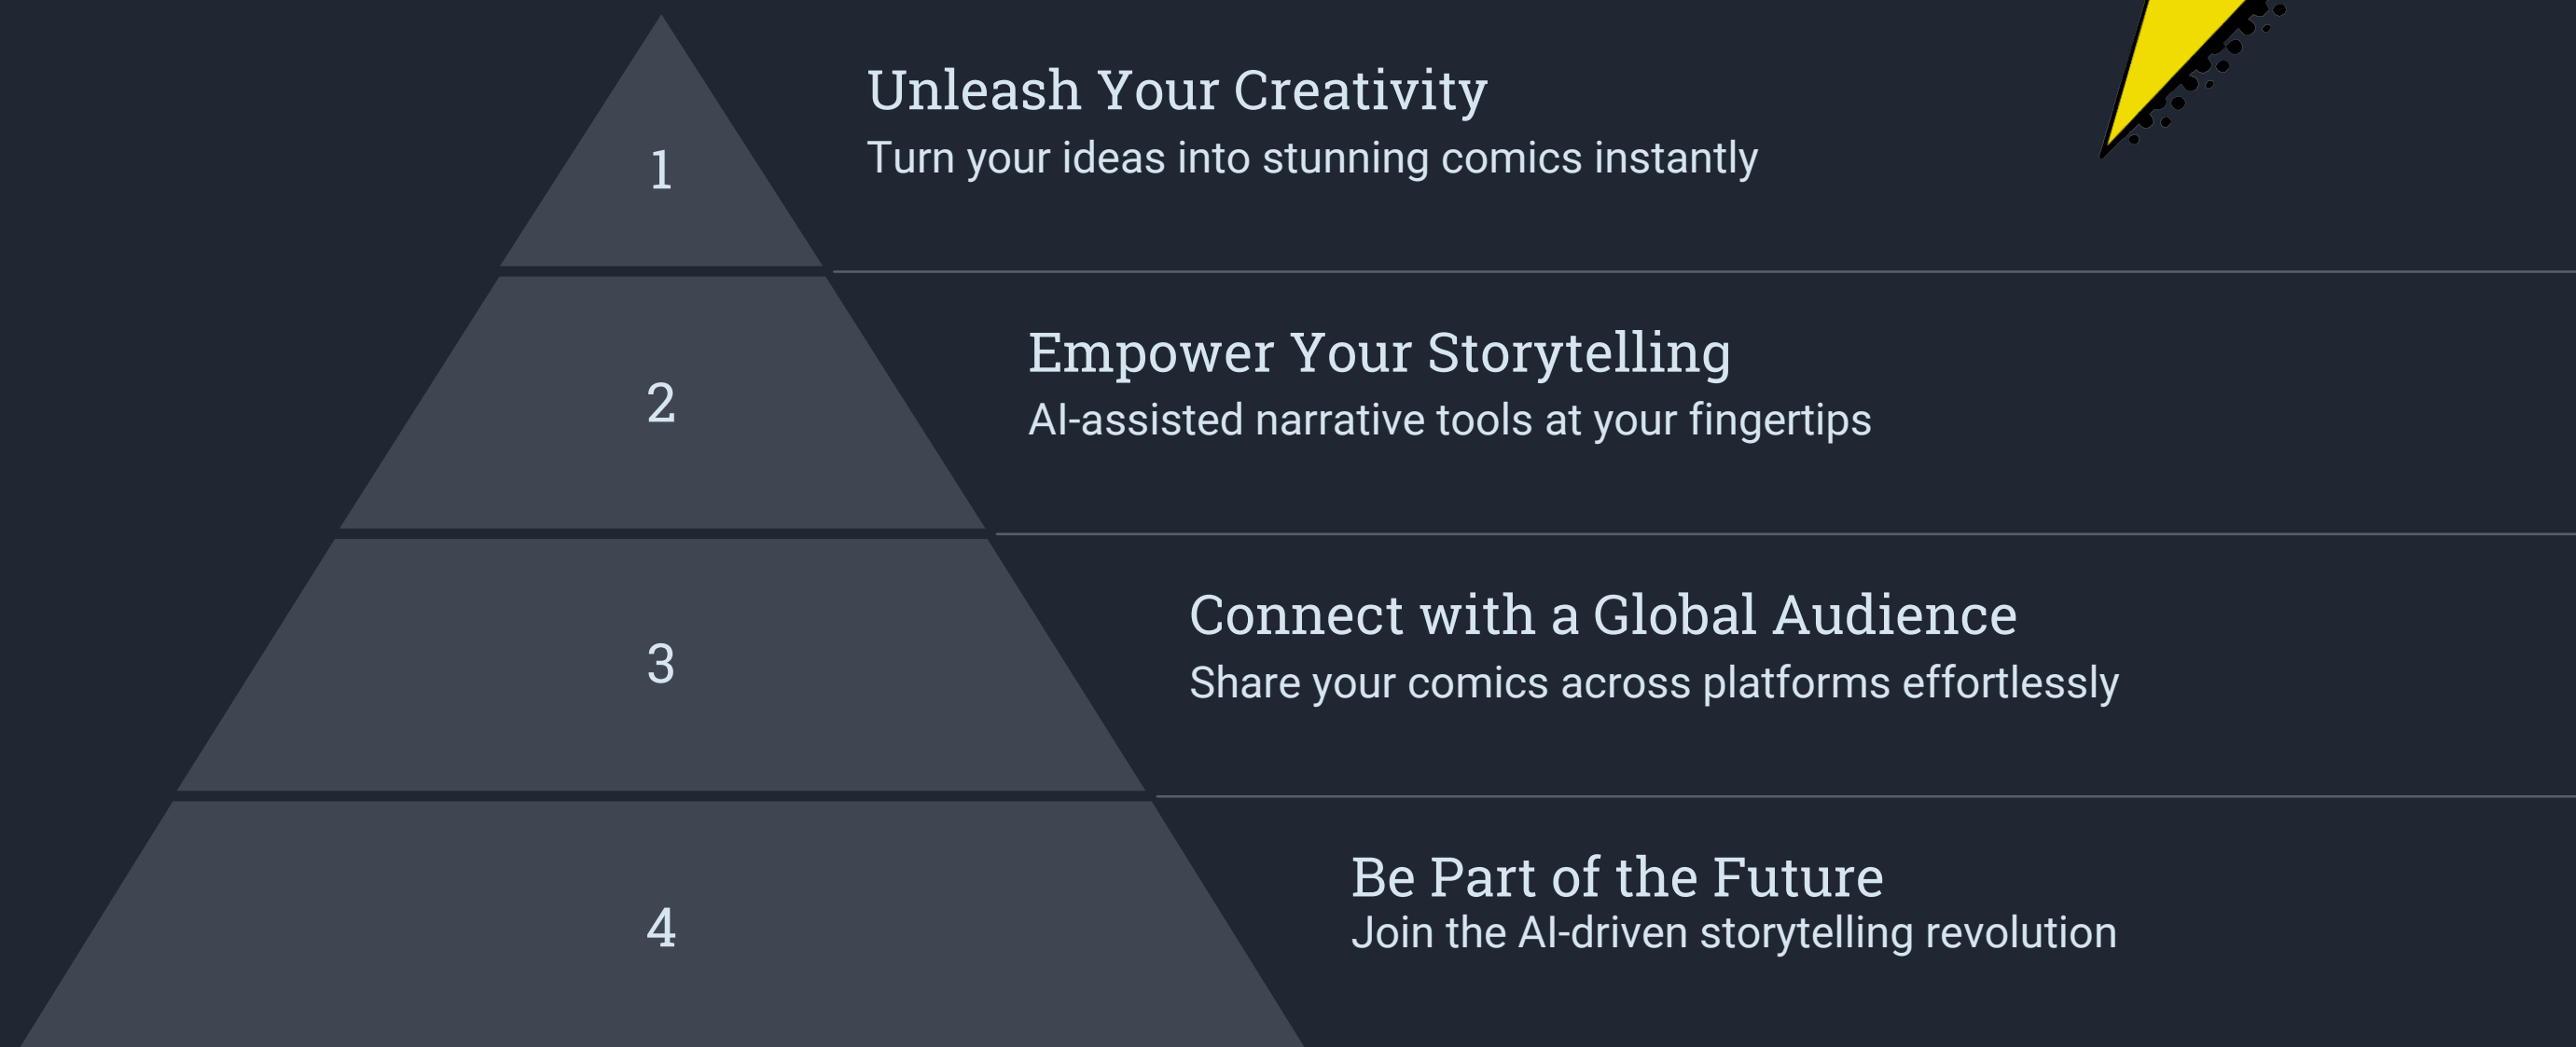 1
Unleash Your Creativity
Turn your ideas into stunning comics instantly
2
Empower Your Storytelling
AI-assisted narrative tools at your fingertips
3
Connect with a Global Audience
Share your comics across platforms effortlessly
4
Be Part of the Future
Join the AI-driven storytelling revolution